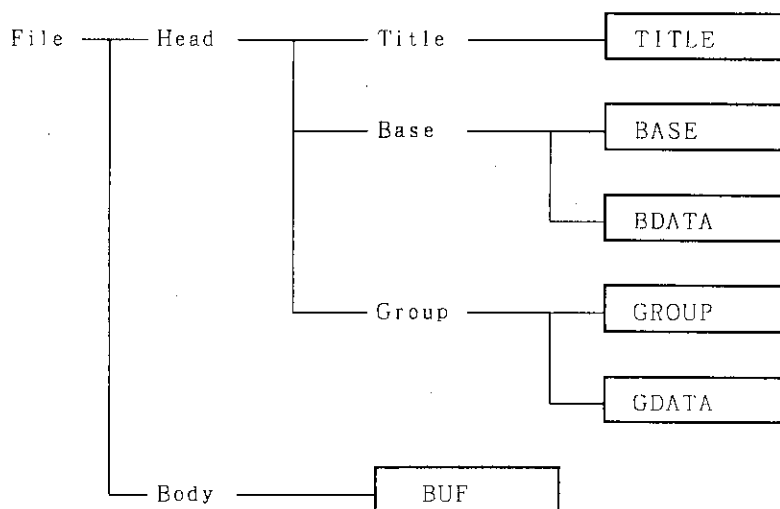 File Head Title TITLE
Base BASE
BDATA
Group GROUP
GDATA
Body BUF